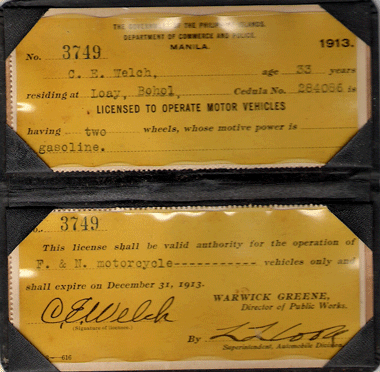 THE GOVERNMENT OF THE PHILIPPINE ISLANDS.
DEPARTMENT OF COMMERCE AND POLICE.
MANILA.
No. 3749 1913.
C. E. Welch, age 33 years
residing at Loay, Bohol, Cedula No. 284086 is
LICENSED TO OPERATE MOTOR VEHICLES
having two wheels, whose motive power is
gasoline.
No. 3749
This license shall be valid authority for the operation of
F. & N. motorcycle----------- vehicles only and
shall expire on December 31, 1913.
C E Welch
(Signature of licensee.)
WARWICK GREENE,
Director of Public Works.
By
Superintendent, Automobile Division
616